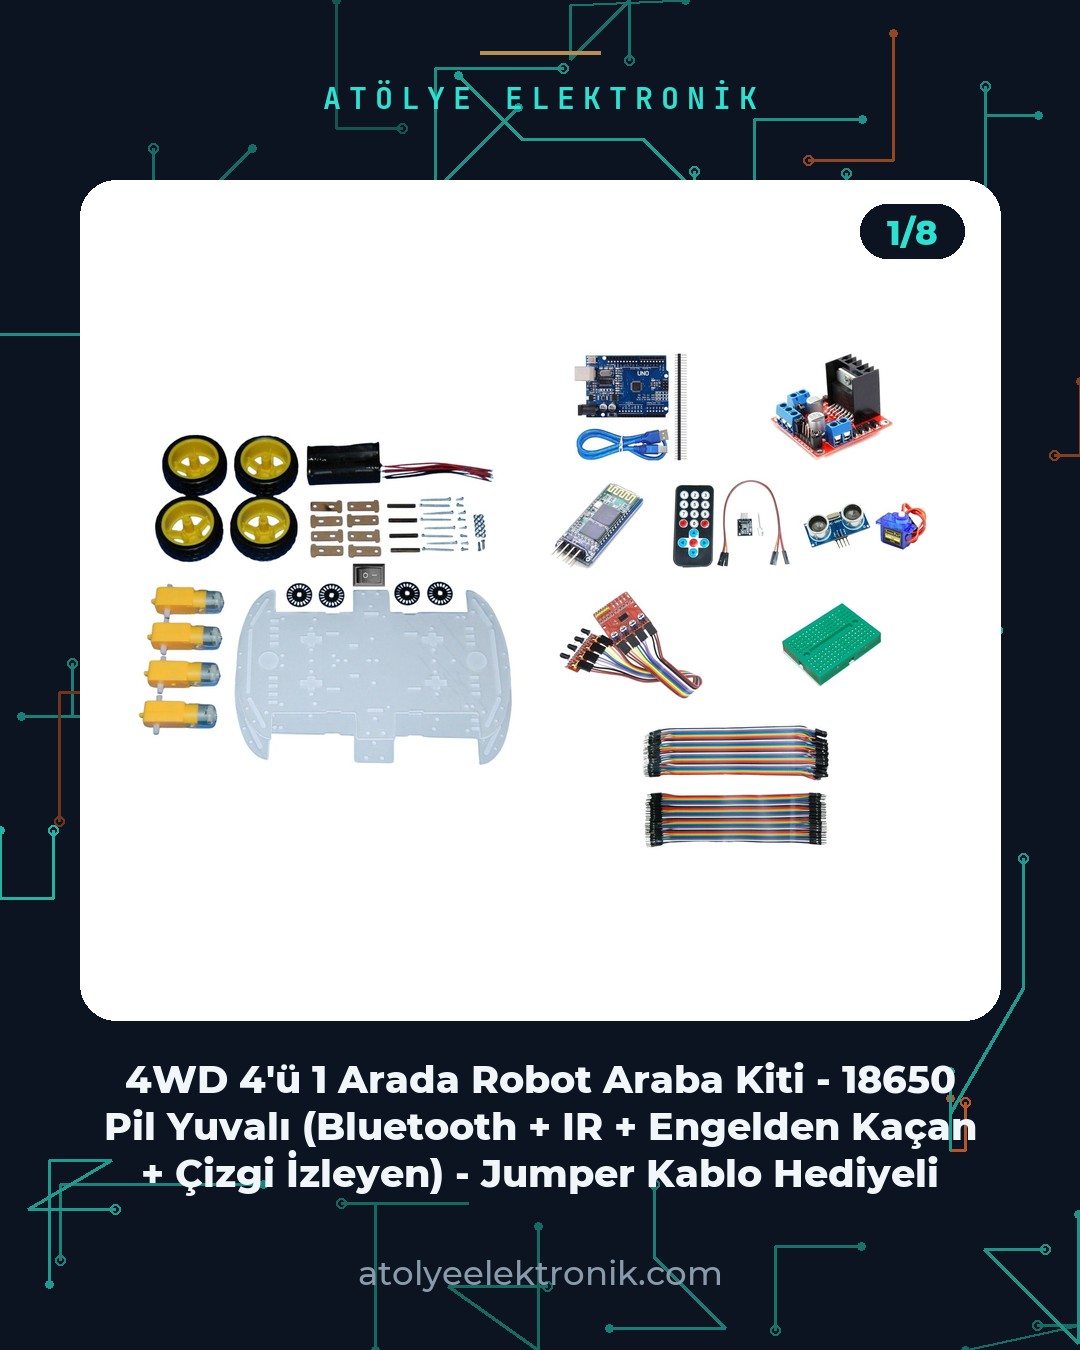 ATÖLYE ELEKTRONİK
1/8
UNO
4WD 4'ü 1 Arada Robot Araba Kiti - 18650
Pil Yuvalı (Bluetooth + IR + Engelden Kaçan
+ Çizgi İzleyen) - Jumper Kablo Hediyeli
atolyeelektronik.com